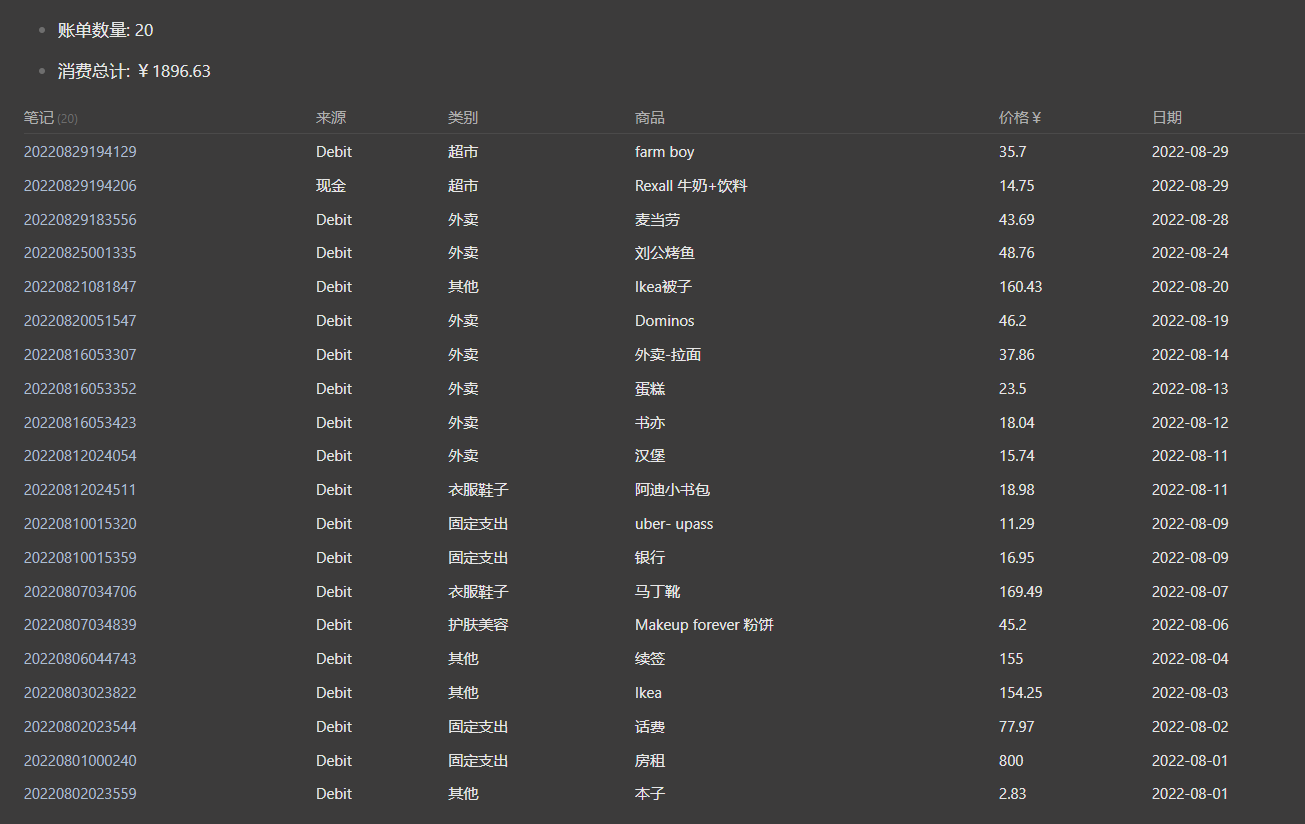 账单数量: 20
消费总计: ￥1896.63
笔记 (20) 来源 类别 商品 价格￥ 日期
20220829194129 Debit 超市 farm boy 35.7 2022-08-29
20220829194206 现金 超市 Rexall 牛奶+饮料 14.75 2022-08-29
20220829183556 Debit 外卖 麦当劳 43.69 2022-08-28
20220825001335 Debit 外卖 刘公烤鱼 48.76 2022-08-24
20220821081847 Debit 其他 Ikea被子 160.43 2022-08-20
20220820051547 Debit 外卖 Dominos 46.2 2022-08-19
20220816053307 Debit 外卖 外卖-拉面 37.86 2022-08-14
20220816053352 Debit 外卖 蛋糕 23.5 2022-08-13
20220816053423 Debit 外卖 书亦 18.04 2022-08-12
20220812024054 Debit 外卖 汉堡 15.74 2022-08-11
20220812024511 Debit 衣服鞋子 阿迪小书包 18.98 2022-08-11
20220810015320 Debit 固定支出 uber- upass 11.29 2022-08-09
20220810015359 Debit 固定支出 银行 16.95 2022-08-09
20220807034706 Debit 衣服鞋子 马丁靴 169.49 2022-08-07
20220807034839 Debit 护肤美容 Makeup forever 粉饼 45.2 2022-08-06
20220806044743 Debit 其他 续签 155 2022-08-04
20220803023822 Debit 其他 Ikea 154.25 2022-08-03
20220802023544 Debit 固定支出 话费 77.97 2022-08-02
20220801000240 Debit 固定支出 房租 800 2022-08-01
20220802023559 Debit 其他 本子 2.83 2022-08-01